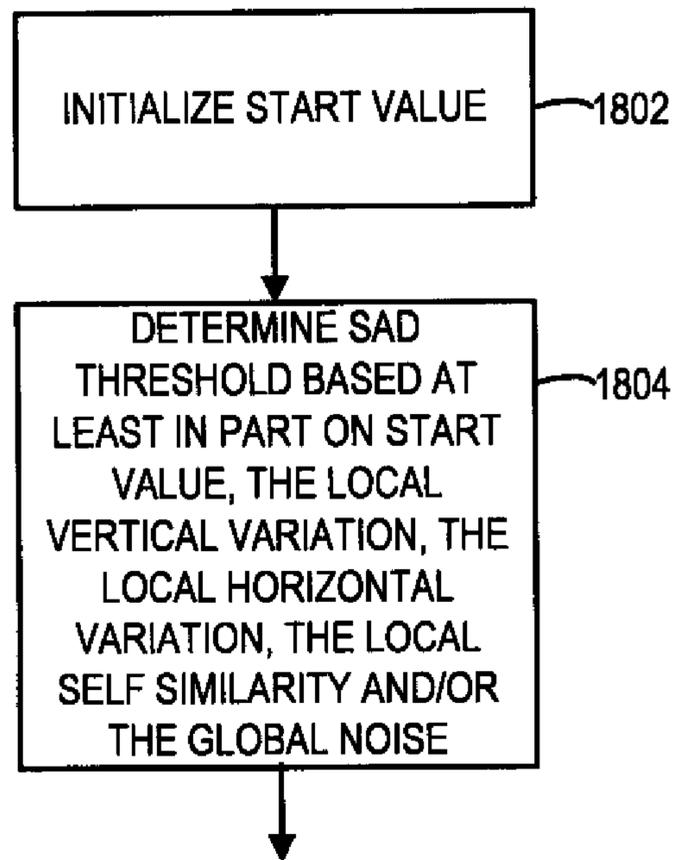 INITIALIZE START VALUE
1802
DETERMINE SAD
THRESHOLD BASED AT
1804
LEAST IN PART ON START
VALUE, THE LOCAL
VERTICAL VARIATION, THE
LOCAL HORIZONTAL
VARIATION, THE LOCAL
SELF SIMILARITY AND/OR
THE GLOBAL NOISE